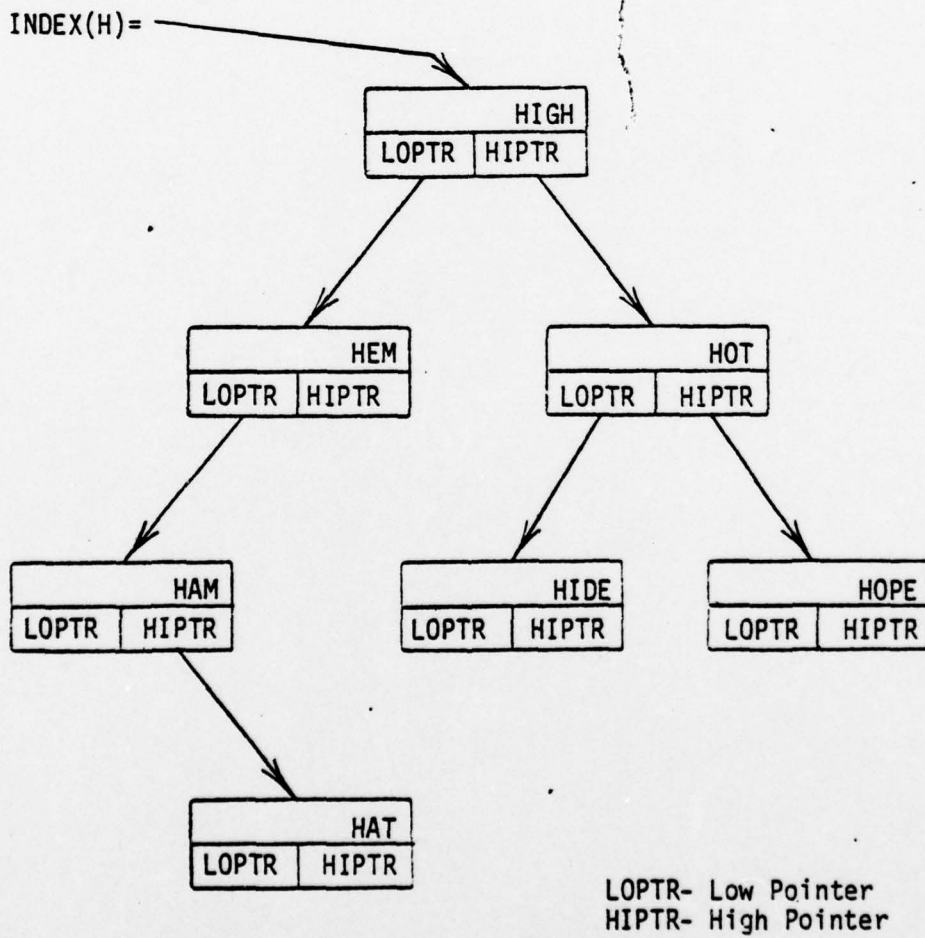 INDEX(H)=
HIGH
LOPTR HIPTR
HEM HOT
LOPTR HIPTR LOPTR HIPTR
HAM HIDE HOPE
LOPTR HIPTR LOPTR HIPTR LOPTR HIPTR
HAT
LOPTR HIPTR
LOPTR- Low Pointer
HIPTR- High Pointer